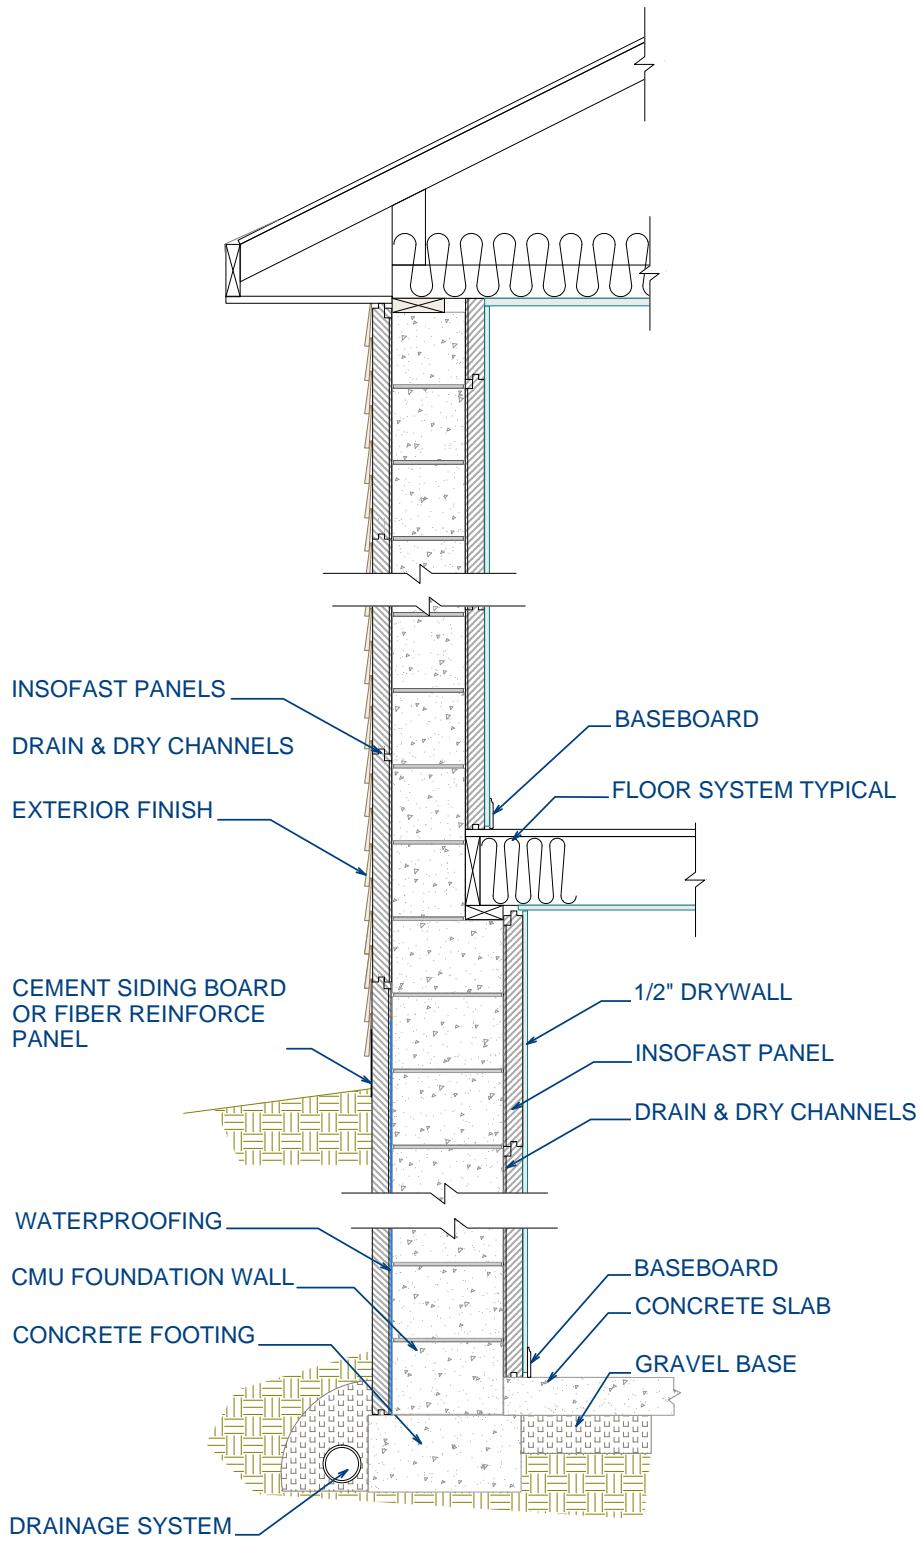 INSOFAST PANELS
DRAIN & DRY CHANNELS
EXTERIOR FINISH
CEMENT SIDING BOARD
OR FIBER REINFORCE
PANEL
WATERPROOFING
CMU FOUNDATION WALL
CONCRETE FOOTING
DRAINAGE SYSTEM
BASEBOARD
FLOOR SYSTEM TYPICAL
1/2" DRYWALL
INSOFAST PANEL
DRAIN & DRY CHANNELS
BASEBOARD
CONCRETE SLAB
GRAVEL BASE